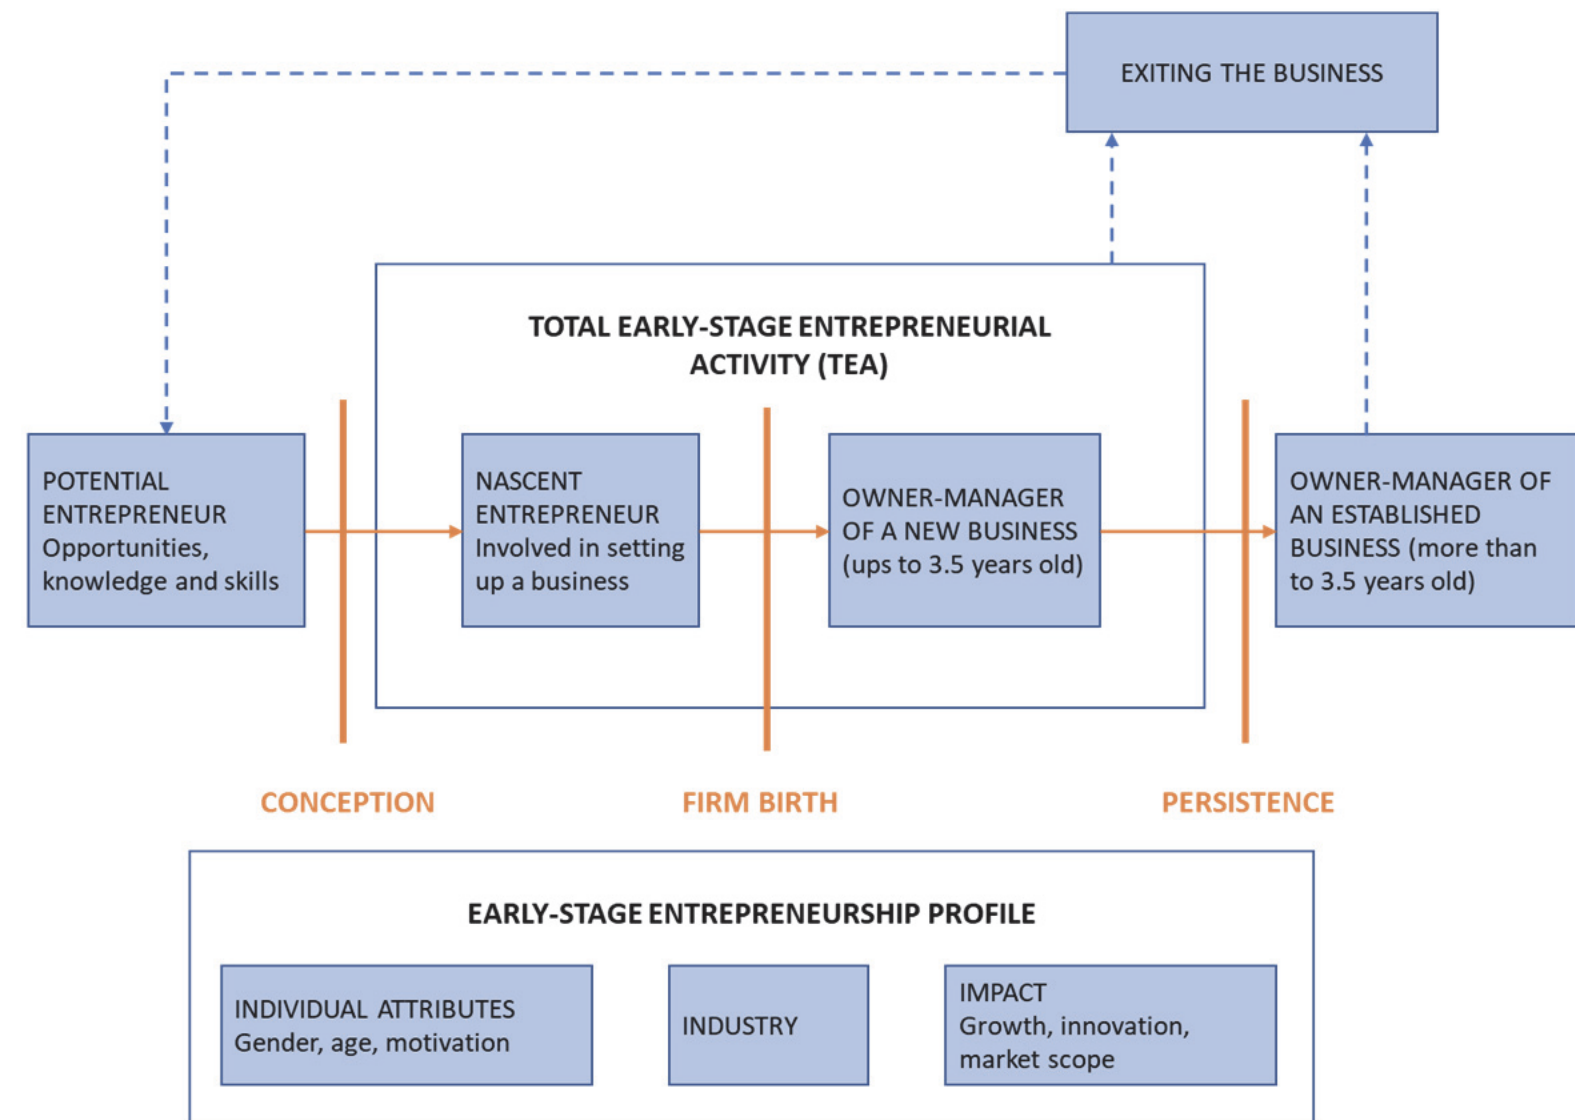 EXITING THE BUSINESS
TOTAL EARLY-STAGE ENTREPRENEURIAL
ACTIVITY (TEA)
POTENTIAL
ENTREPRENEUR
Opportunities,
knowledge and skills
NASCENT
ENTREPRENEUR
Involved in setting
up a business
OWNER-MANAGER
OF A NEW BUSINESS
(ups to 3.5 years old)
OWNER-MANAGER OF
AN ESTABLISHED
BUSINESS (more than
to 3.5 years old)
CONCEPTION
FIRM BIRTH
PERSISTENCE
EARLY-STAGE ENTREPRENEURSHIP PROFILE
INDIVIDUAL ATTRIBUTES
Gender, age, motivation
INDUSTRY
IMPACT
Growth, innovation,
market scope